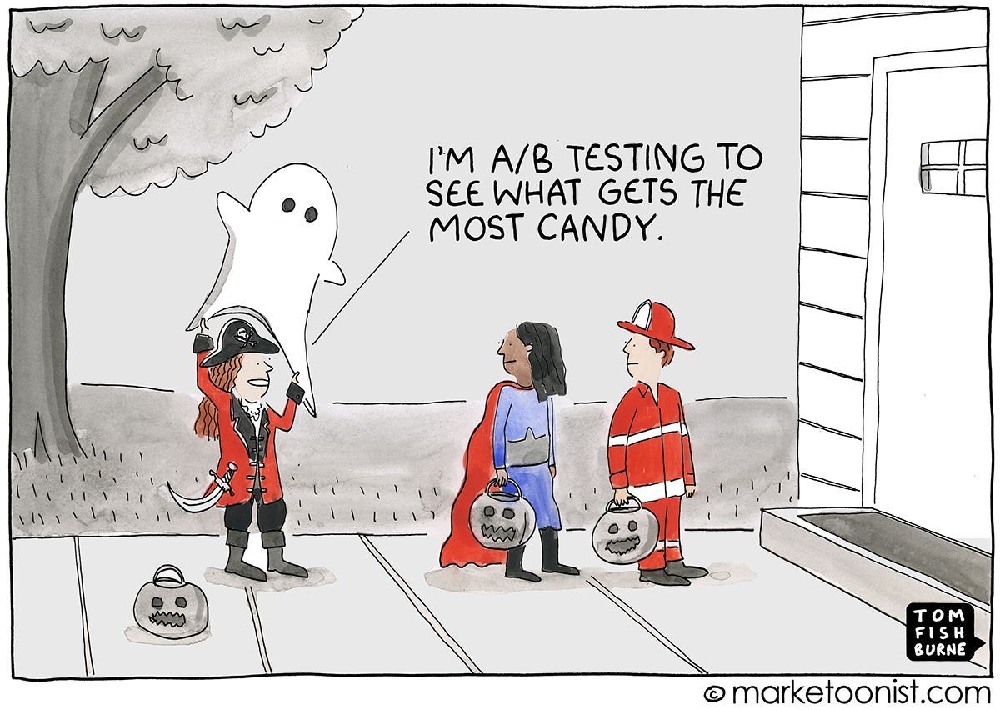 I'M A/B TESTING TO
SEE WHAT GETS THE
MOST CANDY.
TOM
FISH
BURNE
© marketoonist.com